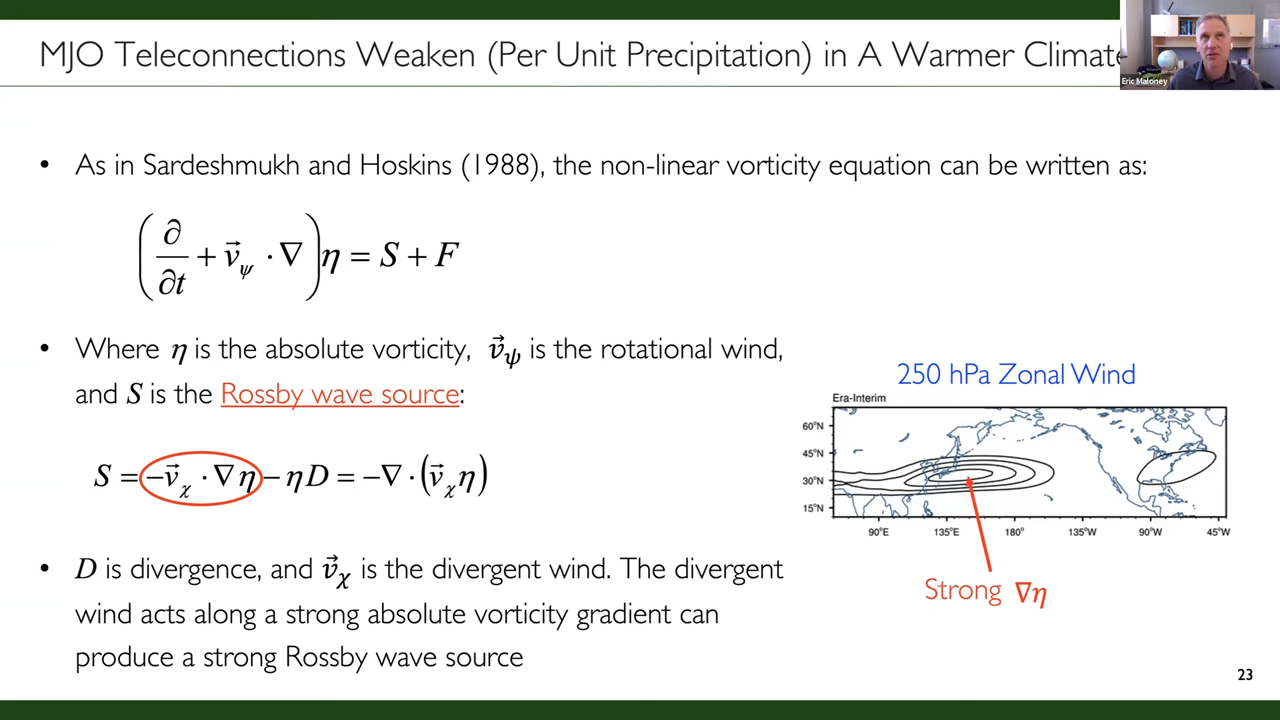 MJO Teleconnections Weaken (Per Unit Precipitation) in A Warmer Climate
Eric Maloney
• As in Sardeshmukh and Hoskins (1988), the non-linear vorticity equation can be written as:
(∂/∂t + v⃗_ψ · ∇)η = S + F
• Where η is the absolute vorticity, v⃗_ψ is the rotational wind,
and S is the Rossby wave source:
S = −v⃗_χ · ∇η − ηD = −∇ · (v⃗_χ η)
• D is divergence, and v⃗_χ is the divergent wind. The divergent
wind acts along a strong absolute vorticity gradient can
produce a strong Rossby wave source
250 hPa Zonal Wind
Era-Interim
60°N
45°N
30°N
15°N
90°E 135°E 180° 135°W 90°W 45°W
Strong ∇η
23